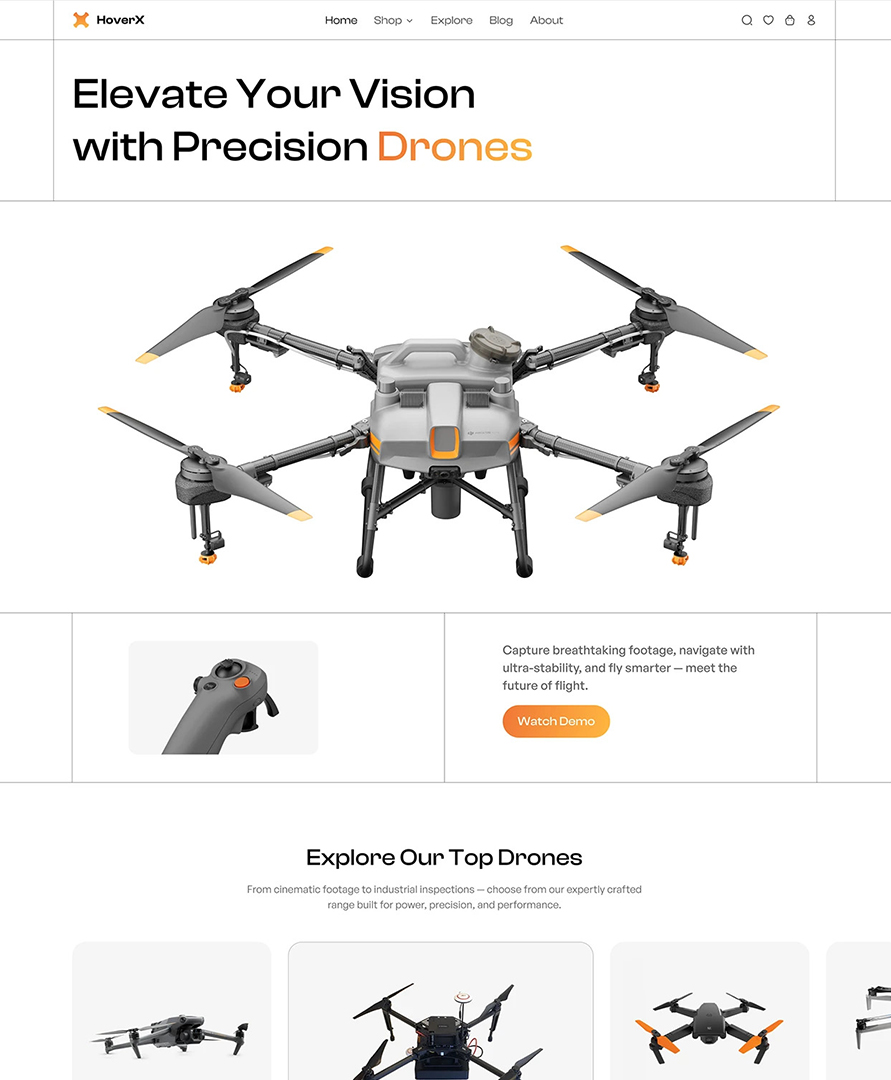 HoverX
Home Shop Explore Blog About
Elevate Your Vision
with Precision Drones
Capture breathtaking footage, navigate with
ultra-stability, and fly smarter — meet the
future of flight.
Watch Demo
Explore Our Top Drones
From cinematic footage to industrial inspections — choose from our expertly crafted
range built for power, precision, and performance.